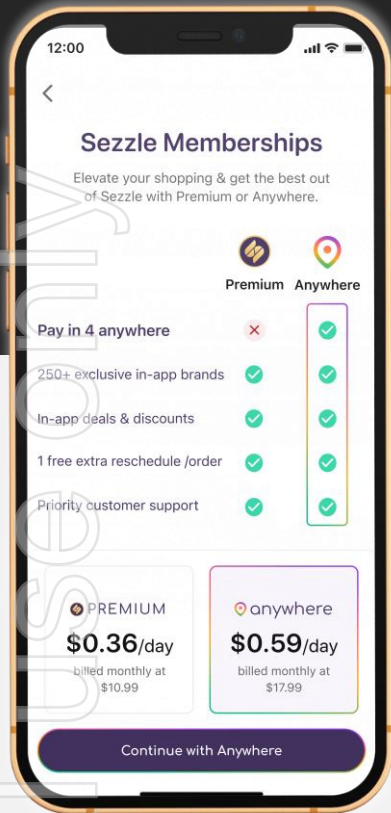 12:00
Sezzle Memberships
Elevate your shopping & get the best out
of Sezzle with Premium or Anywhere.
Premium Anywhere
Pay in 4 anywhere
250+ exclusive in-app brands
In-app deals & discounts
1 free extra reschedule /order
Priority customer support
PREMIUM
$0.36/day
billed monthly at
$10.99
anywhere
$0.59/day
billed monthly at
$17.99
Continue with Anywhere
use only